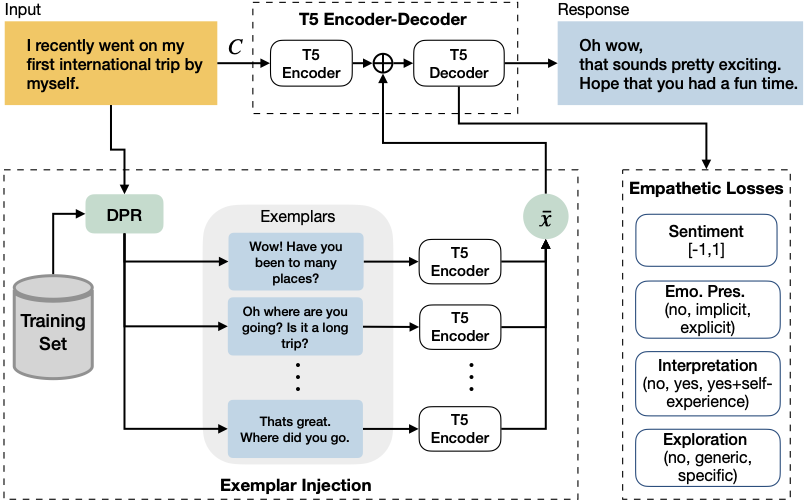 Input
I recently went on my
first international trip by
myself.
C
T5 Encoder-Decoder
T5
Encoder
T5
Decoder
Response
Oh wow,
that sounds pretty exciting.
Hope that you had a fun time.
DPR
Training
Set
Exemplars
Wow! Have you
been to many
places?
Oh where are you
going? Is it a long
trip?
Thats great.
Where did you go.
T5
Encoder
T5
Encoder
T5
Encoder
x̄
Exemplar Injection
Empathetic Losses
Sentiment
[-1,1]
Emo. Pres.
(no, implicit,
explicit)
Interpretation
(no, yes, yes+self-
experience)
Exploration
(no, generic,
specific)